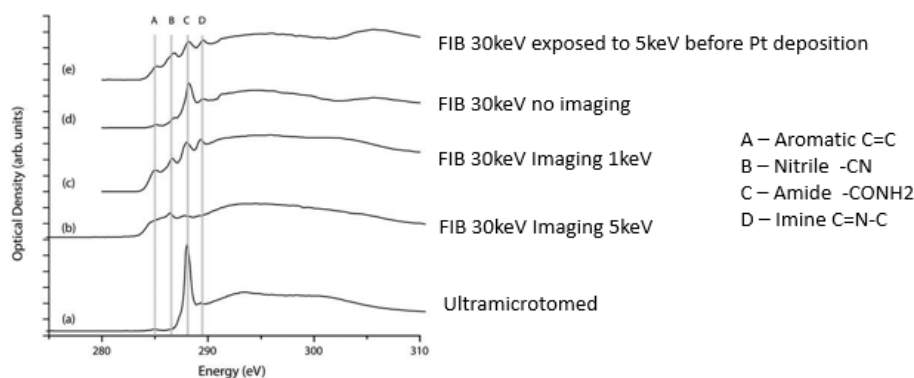 A B C D
FIB 30keV exposed to 5keV before Pt deposition
(e)
FIB 30keV no imaging
(d)
A – Aromatic C=C
FIB 30keV Imaging 1keV
B – Nitrile -CN
(c)
C – Amide -CONH2
D – Imine C=N-C
FIB 30keV Imaging 5keV
(b)
Ultramicrotomed
(a)
Optical Density (arb. units)
280 290 300 310
Energy (eV)